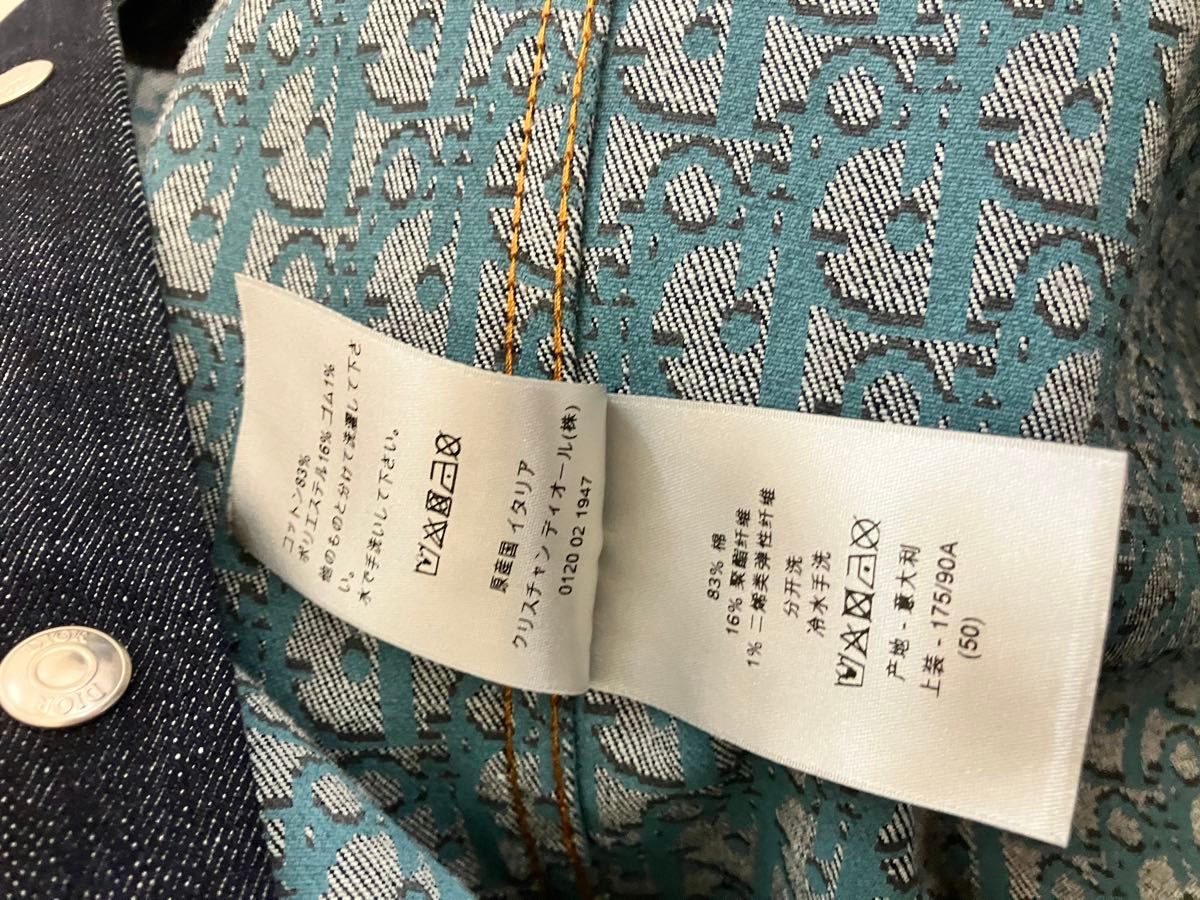 コットン83%
ポリエステル16% ゴム1%
他のものと分けて洗濯して下さ
い。
水で手洗いして下さい。
原産国 イタリア
クリスチャン ディオール(株)
0120 02 1947
83% 棉
16% 聚酯纤维
1% 二烯类弹性纤维
分开洗
冷水手洗
产地 - 意大利
上装 - 175/90A
(50)
DIOR
DIOR